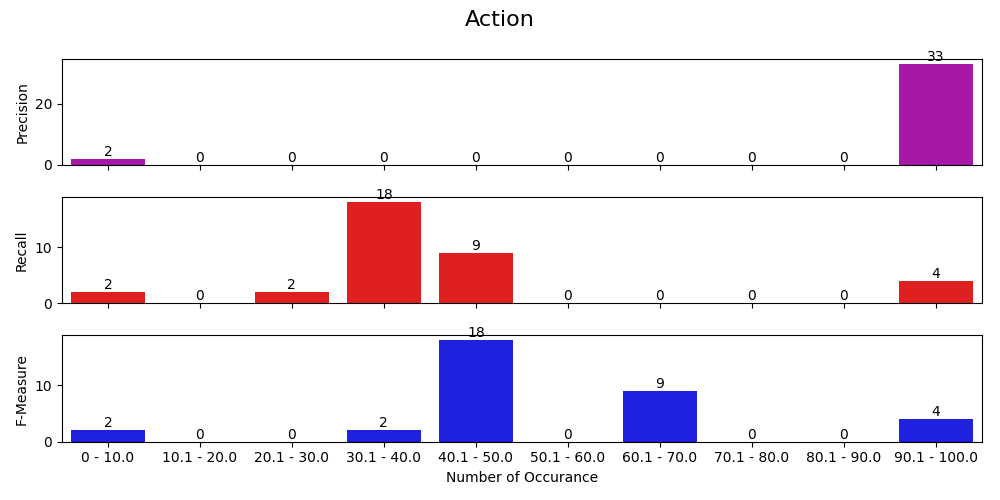 Action
Precision
20
0
2 0 0 0 0 0 0 0 0 33
Recall
10
0
2 0 2 18 9 0 0 0 0 4
F-Measure
10
0
2 0 0 2 18 0 9 0 0 4
0 - 10.0 10.1 - 20.0 20.1 - 30.0 30.1 - 40.0 40.1 - 50.0 50.1 - 60.0 60.1 - 70.0 70.1 - 80.0 80.1 - 90.0 90.1 - 100.0
Number of Occurance